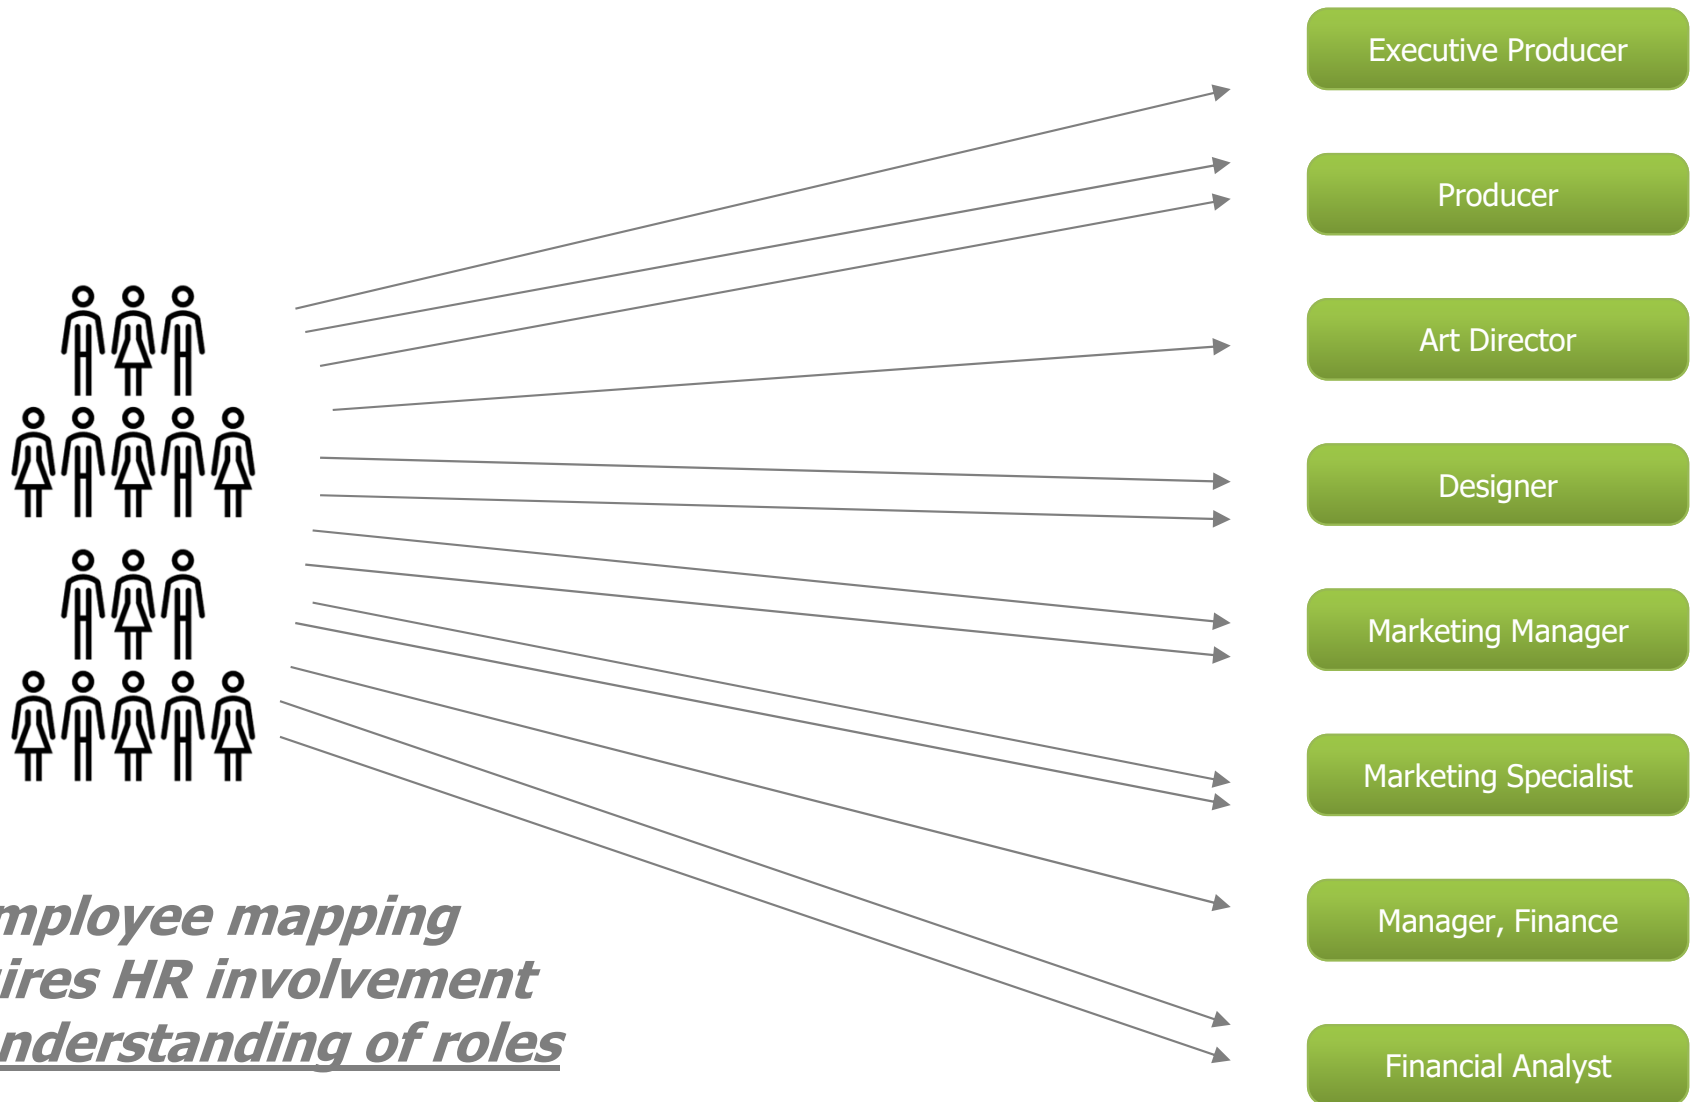 Executive Producer
Producer
Art Director
Designer
Marketing Manager
Marketing Specialist
Manager, Finance
Financial Analyst
mployee mapping
ires HR involvement
nderstanding of roles